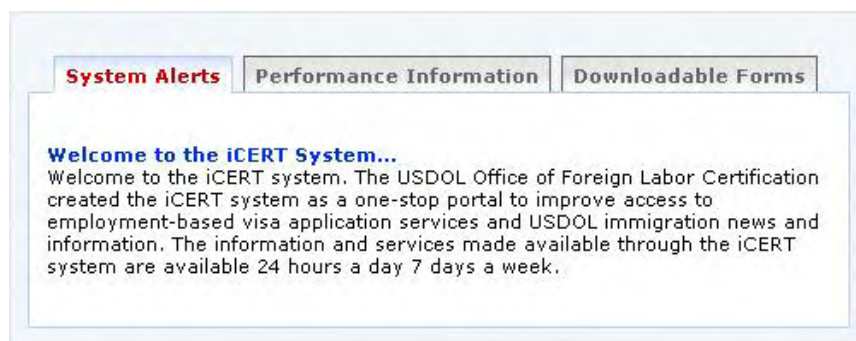 System Alerts Performance Information Downloadable Forms
Welcome to the iCERT System...
Welcome to the iCERT system. The USDOL Office of Foreign Labor Certification
created the iCERT system as a one-stop portal to improve access to
employment-based visa application services and USDOL immigration news and
information. The information and services made available through the iCERT
system are available 24 hours a day 7 days a week.